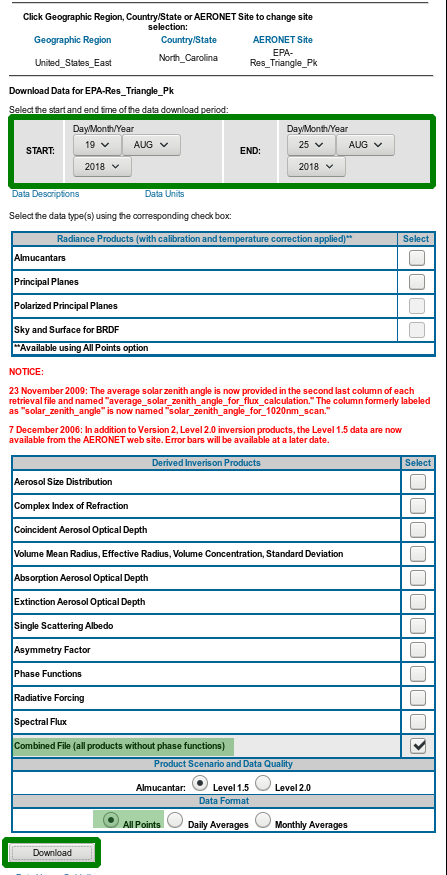 Click Geographic Region, Country/State or AERONET Site to change site
selection:
Geographic Region Country/State AERONET Site
United_States_East North_Carolina EPA-
Res_Triangle_Pk
Download Data for EPA-Res_Triangle_Pk
Select the start and end time of the data download period:
Day/Month/Year Day/Month/Year
START: 19 AUG END: 25 AUG
2018 2018
Data Descriptions Data Units
Select the data type(s) using the corresponding check box:
Radiance Products (with calibration and temperature correction applied)** Select
Almucantars
Principal Planes
Polarized Principal Planes
Sky and Surface for BRDF
**Available using All Points option
NOTICE:
23 November 2009: The average solar zenith angle is now provided in the second last column of each
retrieval file and named "average_solar_zenith_angle_for_flux_calculation." The column formerly labeled
as "solar_zenith_angle" is now named "solar_zenith_angle_for_1020nm_scan."
7 December 2006: In addition to Version 2, Level 2.0 inversion products, the Level 1.5 data are now
available from the AERONET web site. Error bars will be available at a later date.
Derived Inverison Products Select
Aerosol Size Distribution
Complex Index of Refraction
Coincident Aerosol Optical Depth
Volume Mean Radius, Effective Radius, Volume Concentration, Standard Deviation
Absorption Aerosol Optical Depth
Extinction Aerosol Optical Depth
Single Scattering Albedo
Asymmetry Factor
Phase Functions
Radiative Forcing
Spectral Flux
Combined File (all products without phase functions)
Product Scenario and Data Quality
Almucantar: Level 1.5 Level 2.0
Data Format
All Points Daily Averages Monthly Averages
Download